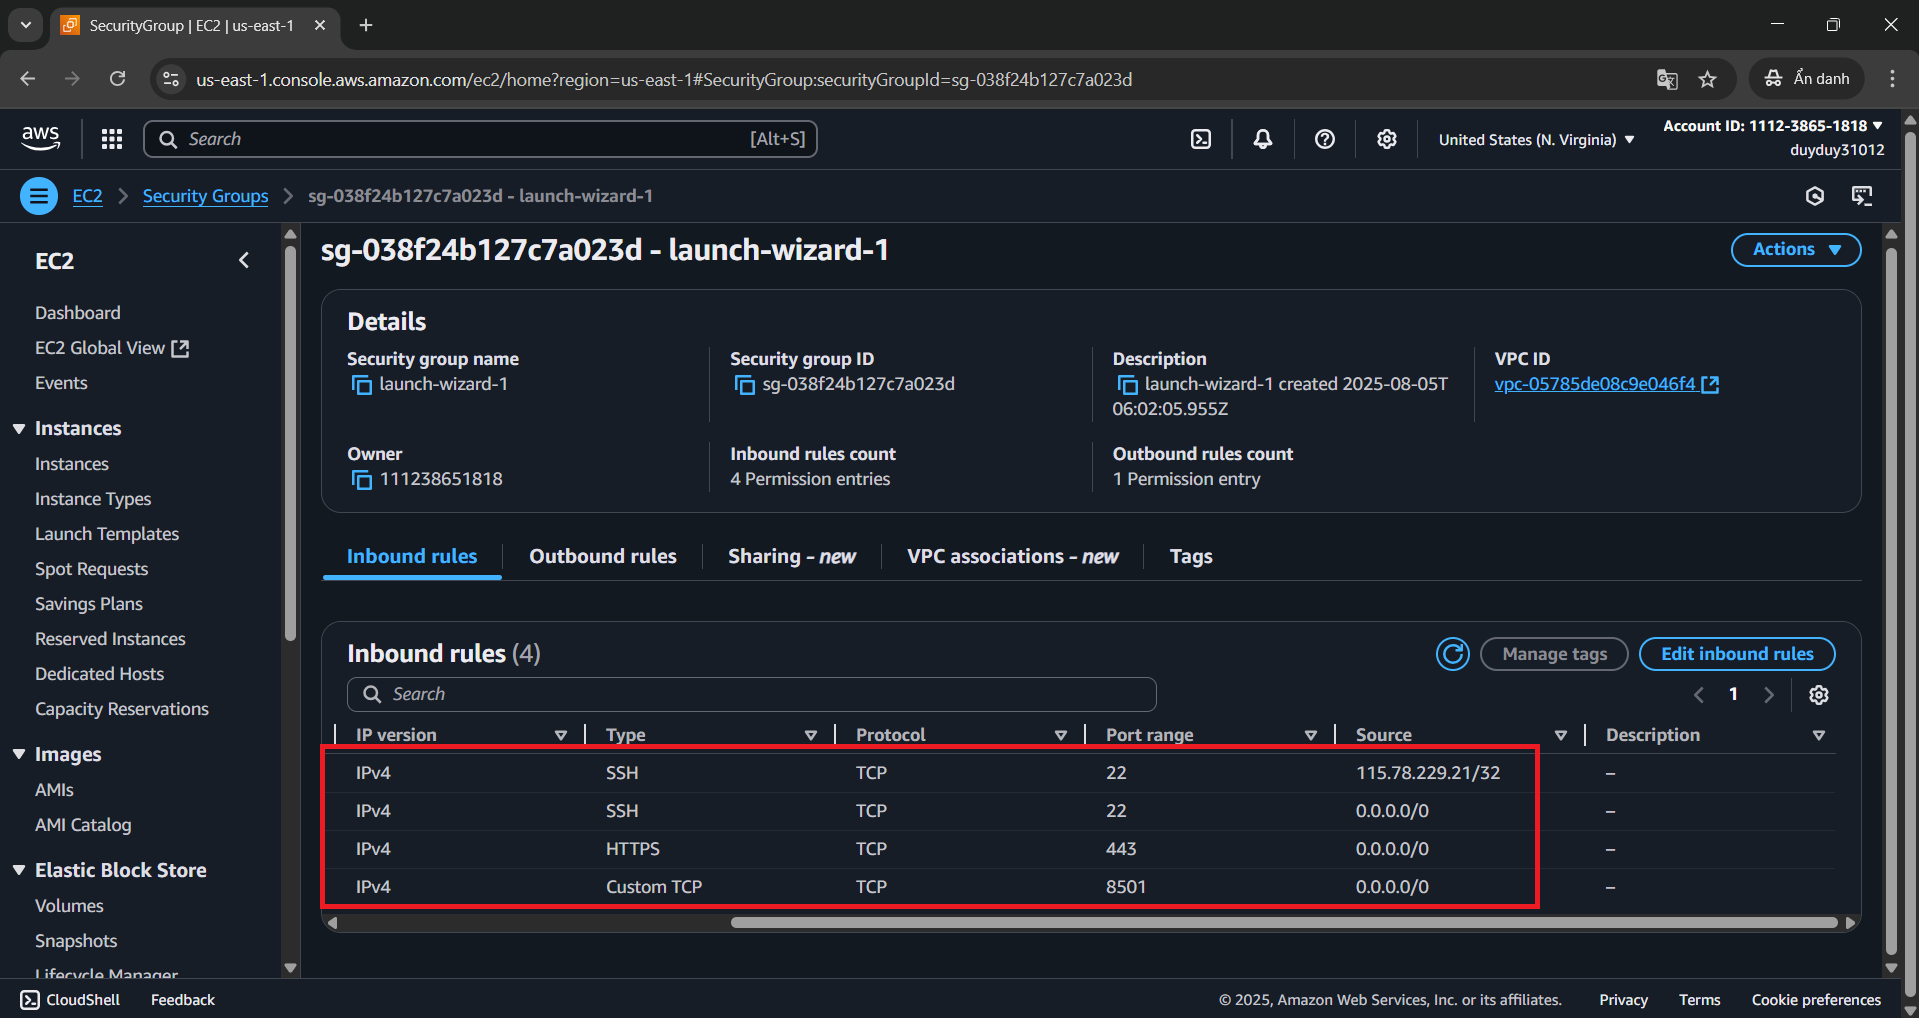 SecurityGroup | EC2 | us-east-1
us-east-1.console.aws.amazon.com/ec2/home?region=us-east-1#SecurityGroup:securityGroupId=sg-038f24b127c7a023d
Ẩn danh
aws
Search
[Alt+S]
United States (N. Virginia)
Account ID: 1112-3865-1818
duyduy31012
EC2
Security Groups
sg-038f24b127c7a023d - launch-wizard-1
EC2
Dashboard
EC2 Global View
Events
Instances
Instances
Instance Types
Launch Templates
Spot Requests
Savings Plans
Reserved Instances
Dedicated Hosts
Capacity Reservations
Images
AMIs
AMI Catalog
Elastic Block Store
Volumes
Snapshots
Lifecycle Manager
sg-038f24b127c7a023d - launch-wizard-1
Actions
Details
Security group name
launch-wizard-1
Security group ID
sg-038f24b127c7a023d
Description
launch-wizard-1 created 2025-08-05T
06:02:05.955Z
VPC ID
vpc-05785de08c9e046f4
Owner
111238651818
Inbound rules count
4 Permission entries
Outbound rules count
1 Permission entry
Inbound rules
Outbound rules
Sharing - new
VPC associations - new
Tags
Inbound rules (4)
Manage tags
Edit inbound rules
Search
1
IP version Type Protocol Port range Source Description
IPv4 SSH TCP 22 115.78.229.21/32 –
IPv4 SSH TCP 22 0.0.0.0/0 –
IPv4 HTTPS TCP 443 0.0.0.0/0 –
IPv4 Custom TCP TCP 8501 0.0.0.0/0 –
CloudShell
Feedback
© 2025, Amazon Web Services, Inc. or its affiliates.
Privacy
Terms
Cookie preferences